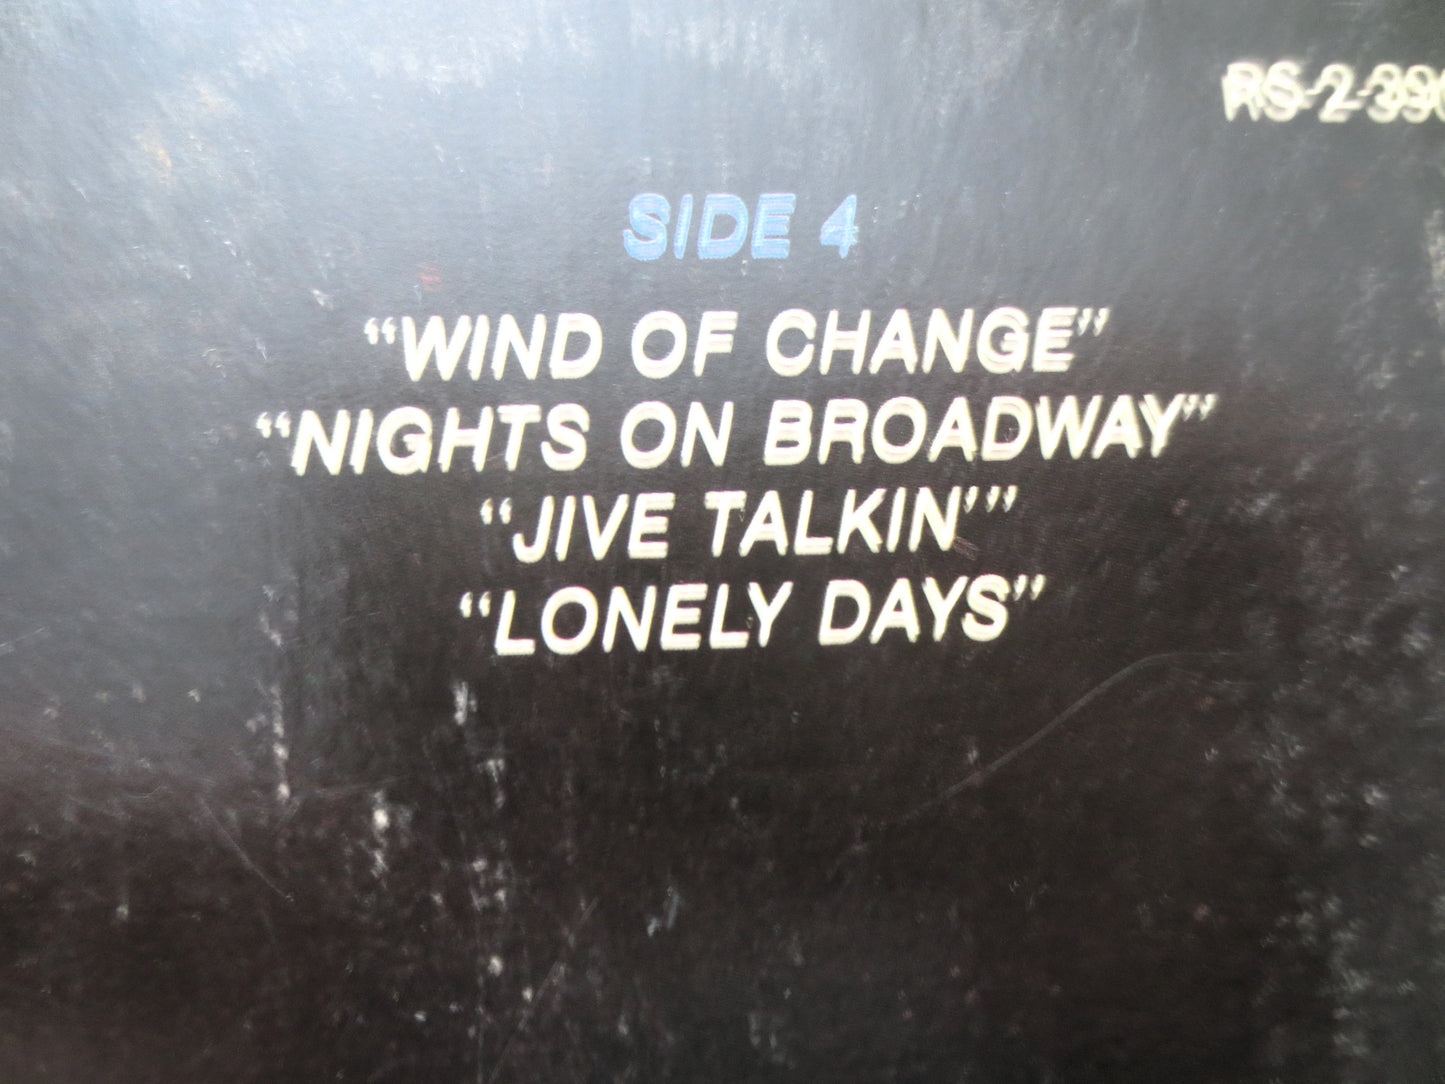 RS-2-390
SIDE 4
“WIND OF CHANGE”
“NIGHTS ON BROADWAY”
“JIVE TALKIN’”
“LONELY DAYS”